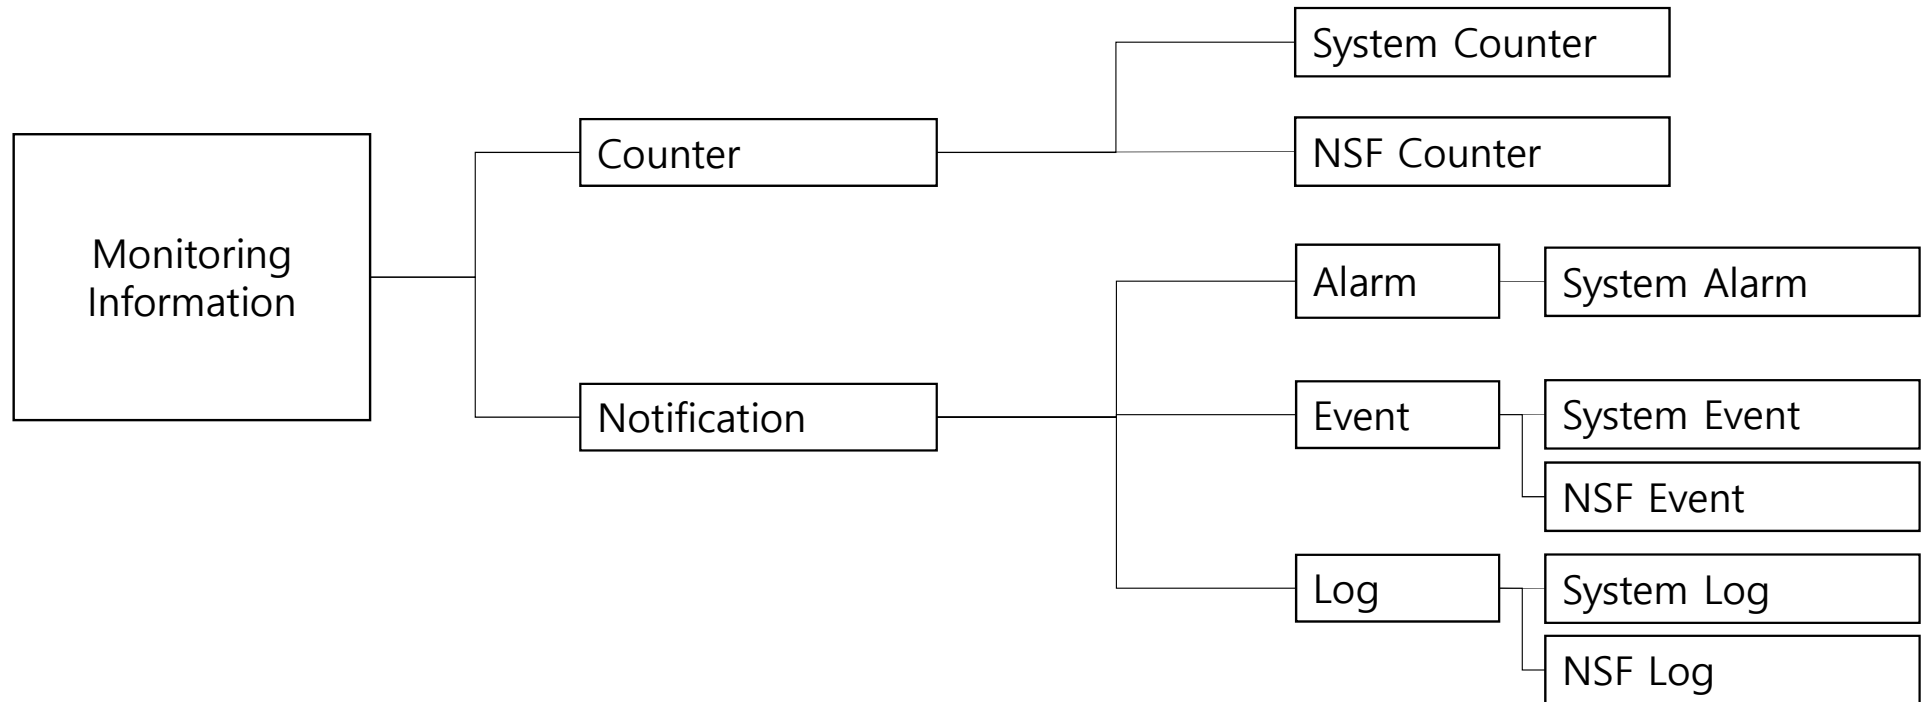 Monitoring
Information
Counter
Notification
System Counter
NSF Counter
Alarm
System Alarm
Event
System Event
NSF Event
Log
System Log
NSF Log